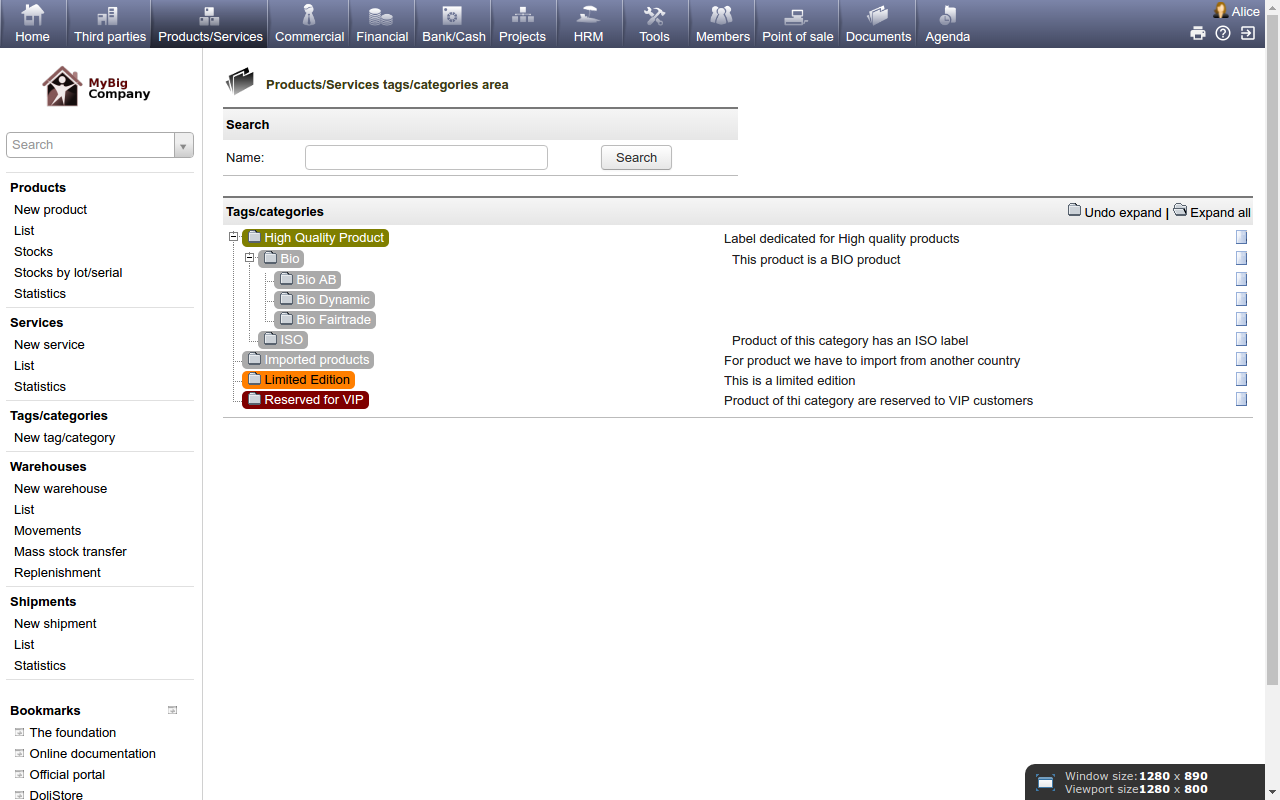 Home Third parties Products/Services Commercial Financial Bank/Cash Projects HRM Tools Members Point of sale Documents Agenda Alice
MyBig
Company
Search
Products
New product
List
Stocks
Stocks by lot/serial
Statistics
Services
New service
List
Statistics
Tags/categories
New tag/category
Warehouses
New warehouse
List
Movements
Mass stock transfer
Replenishment
Shipments
New shipment
List
Statistics
Bookmarks
The foundation
Online documentation
Official portal
DoliStore
Products/Services tags/categories area
Search
Name: Search
Tags/categories Undo expand | Expand all
High Quality Product Label dedicated for High quality products
Bio This product is a BIO product
Bio AB
Bio Dynamic
Bio Fairtrade
ISO Product of this category has an ISO label
Imported products For product we have to import from another country
Limited Edition This is a limited edition
Reserved for VIP Product of thi category are reserved to VIP customers
Window size:1280 x 890
Viewport size1280 x 800